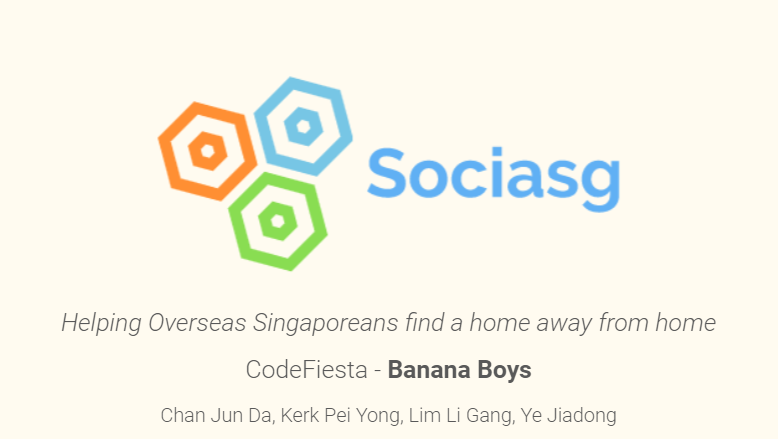 Sociasg
Helping Overseas Singaporeans find a home away from home
CodeFiesta - Banana Boys
Chan Jun Da, Kerk Pei Yong, Lim Li Gang, Ye Jiadong